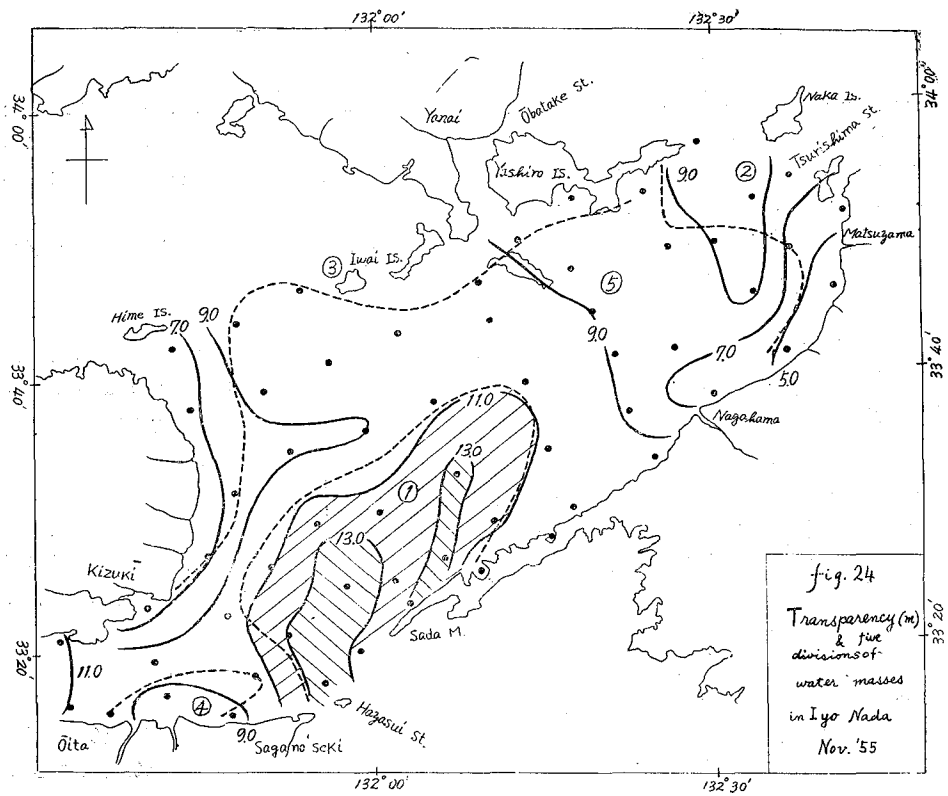 132° 00'
132° 30'
34° 00'
34° 00'
Naka Is.
Tsurishima st.
Ōbatake st.
Yanai
Yashiro Is.
9.0
②
Matsuyama
③ Iwai Is.
⑤
Hime Is.
7.0
9.0
9.0
7.0
33° 40'
33° 40'
5.0
Nagahama
11.0
13.0
①
13.0
Kizuki
Sada M.
33° 20'
33° 20'
11.0
④
9.0
Hayasui st.
Ōita
Saganoseki
132° 00'
132° 30'
fig. 24
Transparency (m)
& five
divisions of
water masses
in Iyo Nada
Nov. '55